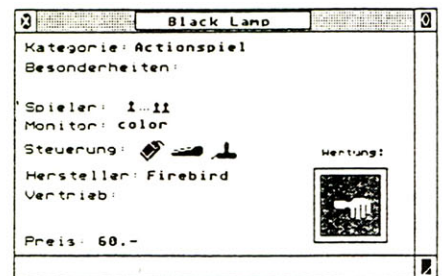 Black Lamp
Kategorie: Actionspiel
Besonderheiten:
Spieler:
Monitor: color
Steuerung:
Wertung:
Hersteller: Firebird
Vertrieb:
Preis: 60.-